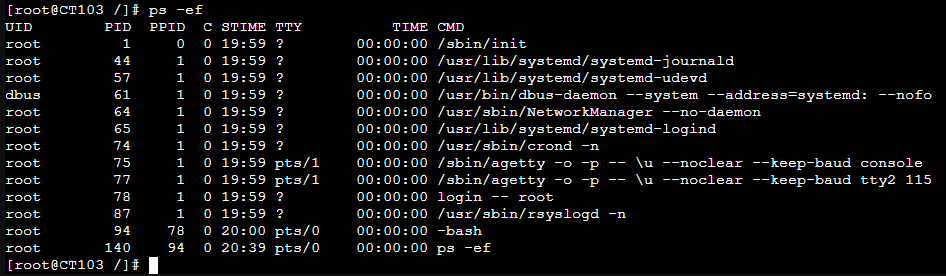 [root@CT103 /]# ps -ef
UID        PID  PPID  C STIME TTY          TIME CMD
root         1     0  0 19:59 ?        00:00:00 /sbin/init
root        44     1  0 19:59 ?        00:00:00 /usr/lib/systemd/systemd-journald
root        57     1  0 19:59 ?        00:00:00 /usr/lib/systemd/systemd-udevd
dbus        61     1  0 19:59 ?        00:00:00 /usr/bin/dbus-daemon --system --address=systemd: --nofo
root        64     1  0 19:59 ?        00:00:00 /usr/sbin/NetworkManager --no-daemon
root        65     1  0 19:59 ?        00:00:00 /usr/lib/systemd/systemd-logind
root        74     1  0 19:59 ?        00:00:00 /usr/sbin/crond -n
root        75     1  0 19:59 pts/1    00:00:00 /sbin/agetty -o -p -- \u --noclear --keep-baud console
root        77     1  0 19:59 pts/1    00:00:00 /sbin/agetty -o -p -- \u --noclear --keep-baud tty2 115
root        78     1  0 19:59 ?        00:00:00 login -- root
root        87     1  0 19:59 ?        00:00:00 /usr/sbin/rsyslogd -n
root        94    78  0 20:00 pts/0    00:00:00 -bash
root       140    94  0 20:39 pts/0    00:00:00 ps -ef
[root@CT103 /]#